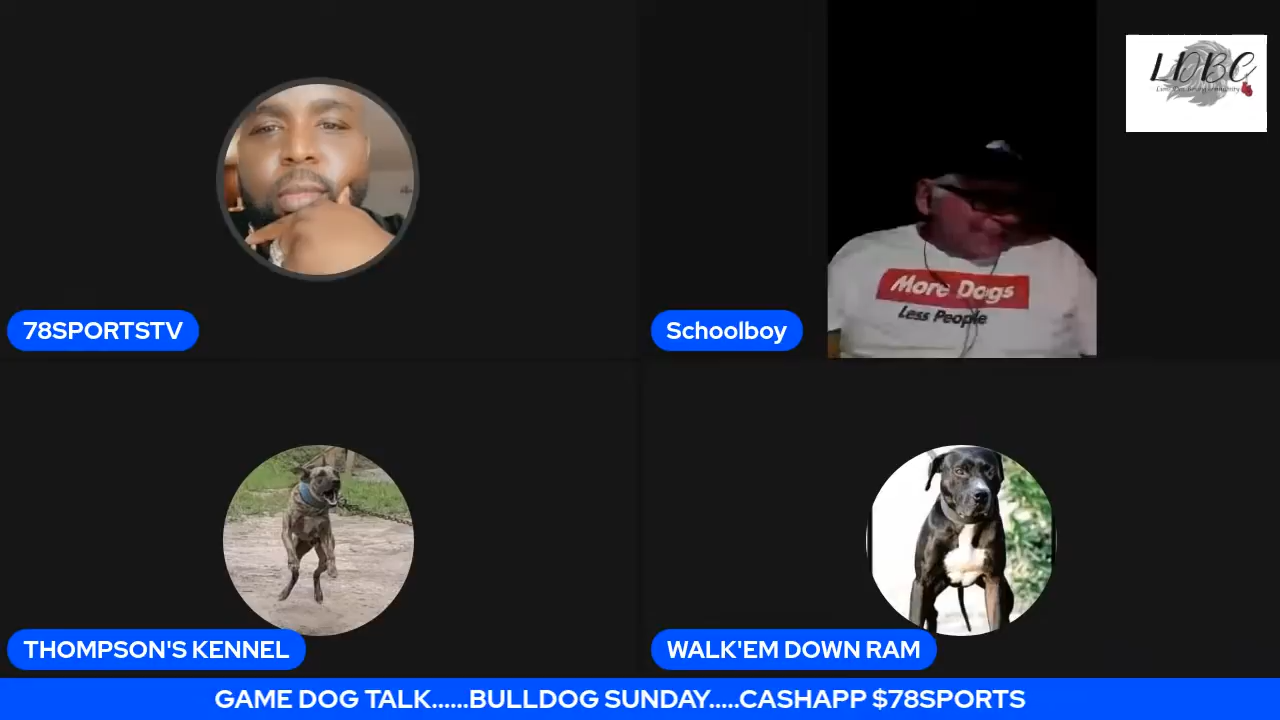 LDBC
More Dogs
Less People
78SPORTSTV
Schoolboy
THOMPSON'S KENNEL
WALK'EM DOWN RAM
GAME DOG TALK......BULLDOG SUNDAY.....CASHAPP $78SPORTS